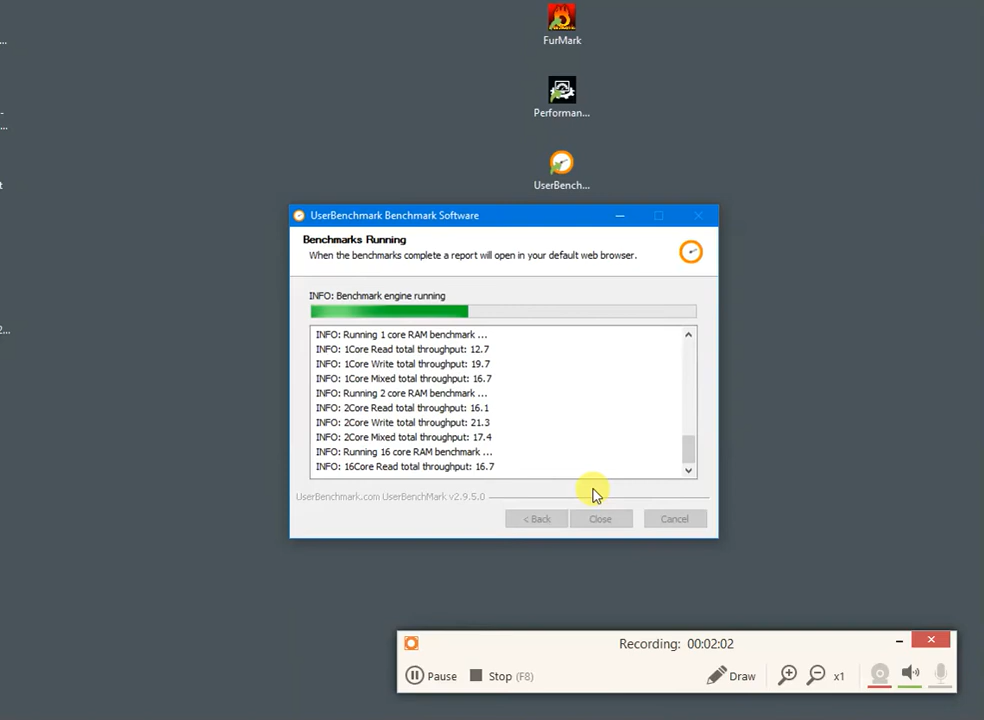 FurMark
Performan...
UserBench...
UserBenchmark Benchmark Software
Benchmarks Running
When the benchmarks complete a report will open in your default web browser.
INFO: Benchmark engine running
INFO: Running 1 core RAM benchmark ...
INFO: 1Core Read total throughput: 12.7
INFO: 1Core Write total throughput: 19.7
INFO: 1Core Mixed total throughput: 16.7
INFO: Running 2 core RAM benchmark ...
INFO: 2Core Read total throughput: 16.1
INFO: 2Core Write total throughput: 21.3
INFO: 2Core Mixed total throughput: 17.4
INFO: Running 16 core RAM benchmark ...
INFO: 16Core Read total throughput: 16.7
UserBenchmark.com UserBenchMark v2.9.5.0
< Back Close Cancel
Recording: 00:02:02
Pause Stop (F8) Draw x1